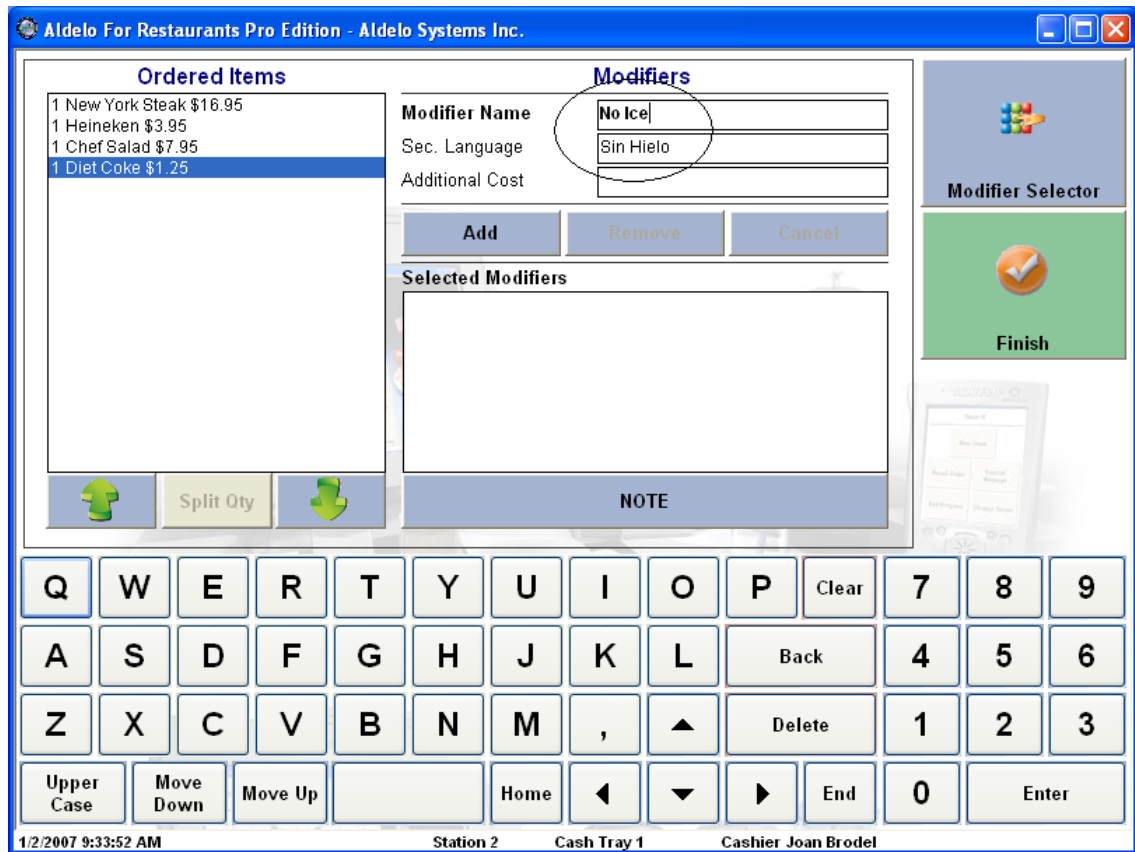 Aldelo For Restaurants Pro Edition - Aldelo Systems Inc.
Ordered Items
1 New York Steak $16.95
1 Heineken $3.95
1 Chef Salad $7.95
1 Diet Coke $1.25
Split Qty
Modifiers
Modifier Name No Ice
Sec. Language Sin Hielo
Additional Cost
Add Remove Cancel
Selected Modifiers
NOTE
Modifier Selector
Finish
Q W E R T Y U I O P Clear 7 8 9
A S D F G H J K L Back 4 5 6
Z X C V B N M , Delete 1 2 3
Upper Case Move Down Move Up Home End 0 Enter
1/2/2007 9:33:52 AM Station 2 Cash Tray 1 Cashier Joan Brodel